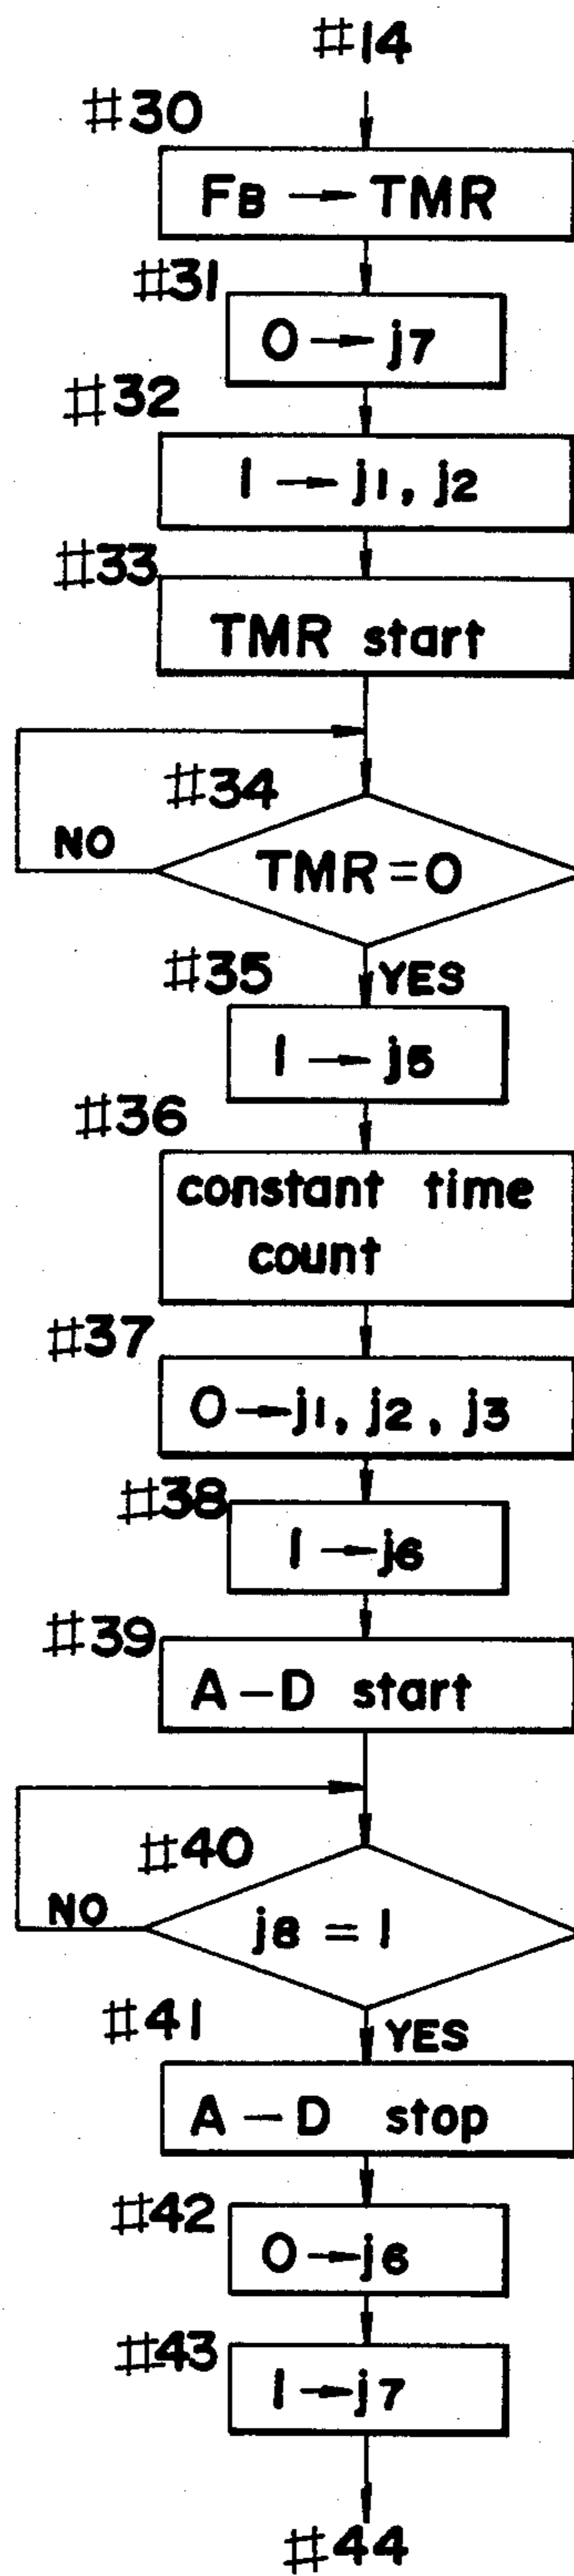 #14
#30
FB → TMR
#31
0 → j7
#32
1 → j1, j2
#33
TMR start
#34
NO
TMR = 0
#35
YES
1 → j5
#36
constant time
count
#37
0 → j1, j2, j3
#38
1 → j6
#39
A-D start
#40
NO
j8 = 1
#41
YES
A-D stop
#42
0 → j6
#43
1 → j7
#44